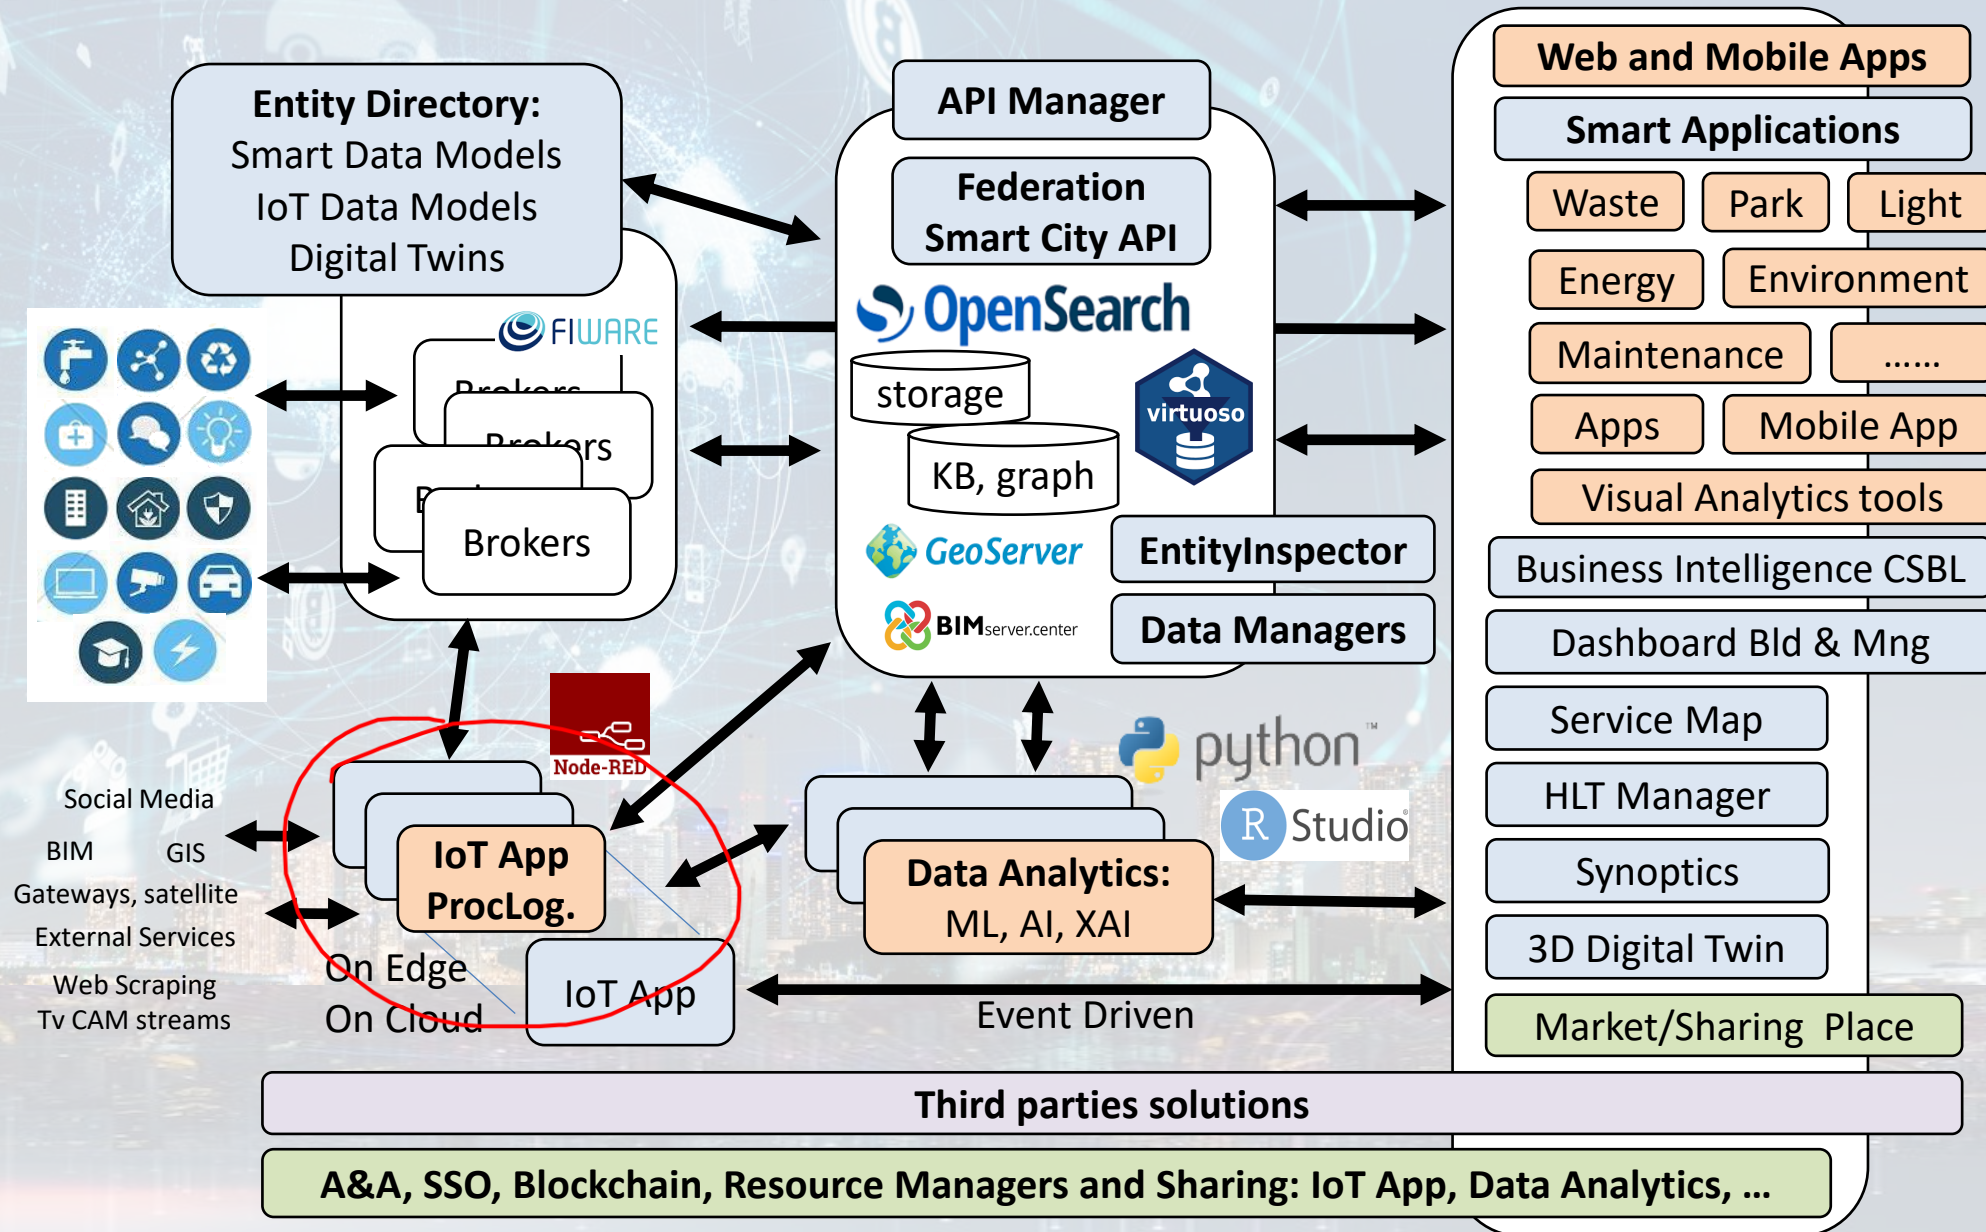 Entity Directory:
Smart Data Models
IoT Data Models
Digital Twins
FIWARE
Brokers
Brokers
Brokers
API Manager
Federation
Smart City API
OpenSearch
storage
KB, graph
virtuoso
GeoServer
BIMserver.center
EntityInspector
Data Managers
Web and Mobile Apps
Smart Applications
Waste
Park
Light
Energy
Environment
Maintenance
......
Apps
Mobile App
Visual Analytics tools
Business Intelligence CSBL
Dashboard Bld & Mng
Service Map
HLT Manager
Synoptics
3D Digital Twin
Market/Sharing Place
Node-RED
python™
R Studio
Social Media
BIM GIS
Gateways, satellite
External Services
Web Scraping
Tv CAM streams
IoT App
ProcLog.
On Edge
On Cloud
IoT App
Data Analytics:
ML, AI, XAI
Event Driven
Third parties solutions
A&A, SSO, Blockchain, Resource Managers and Sharing: IoT App, Data Analytics, ...